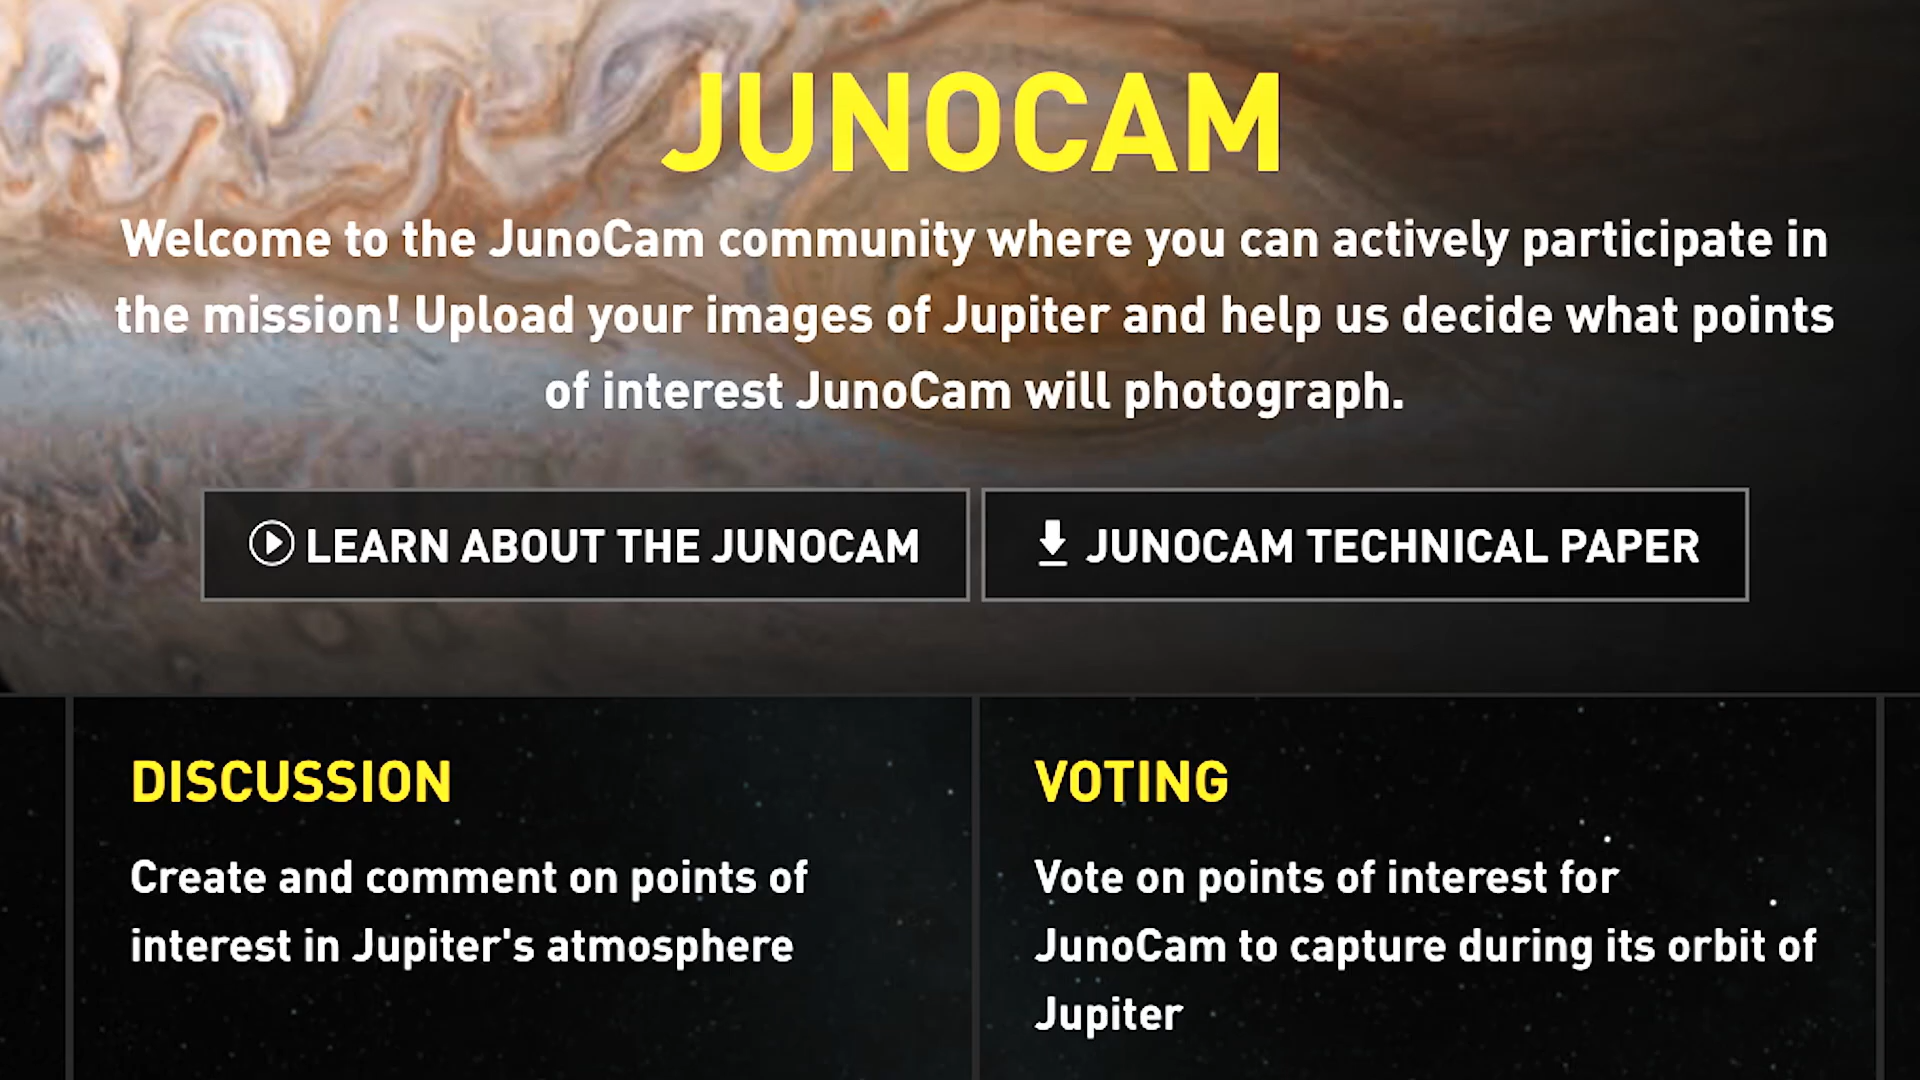 JUNOCAM
Welcome to the JunoCam community where you can actively participate in
the mission! Upload your images of Jupiter and help us decide what points
of interest JunoCam will photograph.
LEARN ABOUT THE JUNOCAM
JUNOCAM TECHNICAL PAPER
DISCUSSION
Create and comment on points of
interest in Jupiter's atmosphere
VOTING
Vote on points of interest for
JunoCam to capture during its orbit of
Jupiter